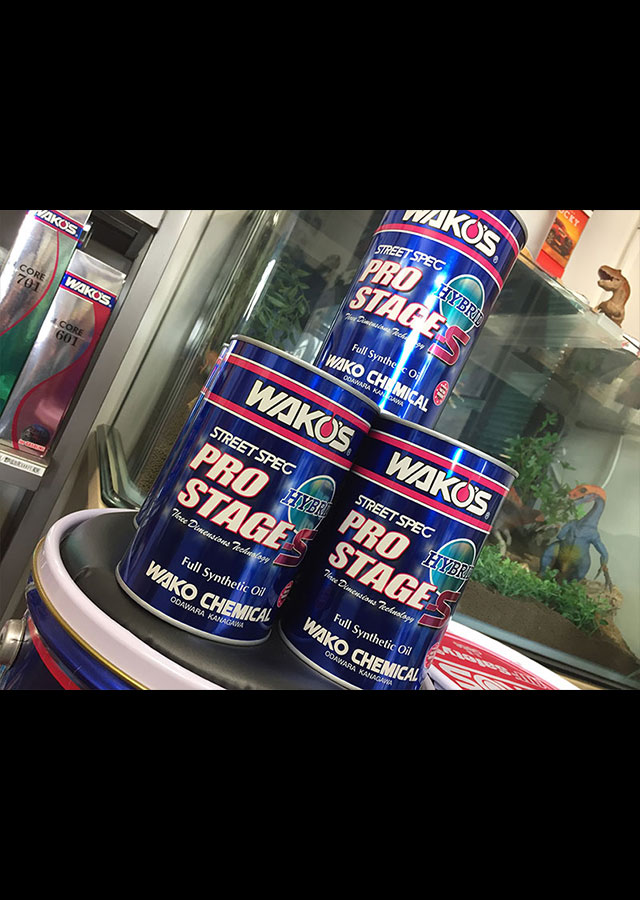 WAKO'S
CORE
701
WAKO'S
CORE
601
WAKO'S
STREET SPEC
PRO
STAGE-S
HYBRID
Three Dimensions Technology
Full Synthetic Oil
WAKO CHEMICAL
ODAWARA KANAGAWA
WAKO'S
STREET SPEC
PRO
STAGE-S
HYBRID
Three Dimensions Technology
Full Synthetic Oil
WAKO CHEMICAL
ODAWARA KANAGAWA
WAKO'S
STREET SPEC
PRO
STAGE-S
HYBRID
Three Dimensions Technology
Full Synthetic Oil
WAKO CHEMICAL
ODAWARA KANAGAWA